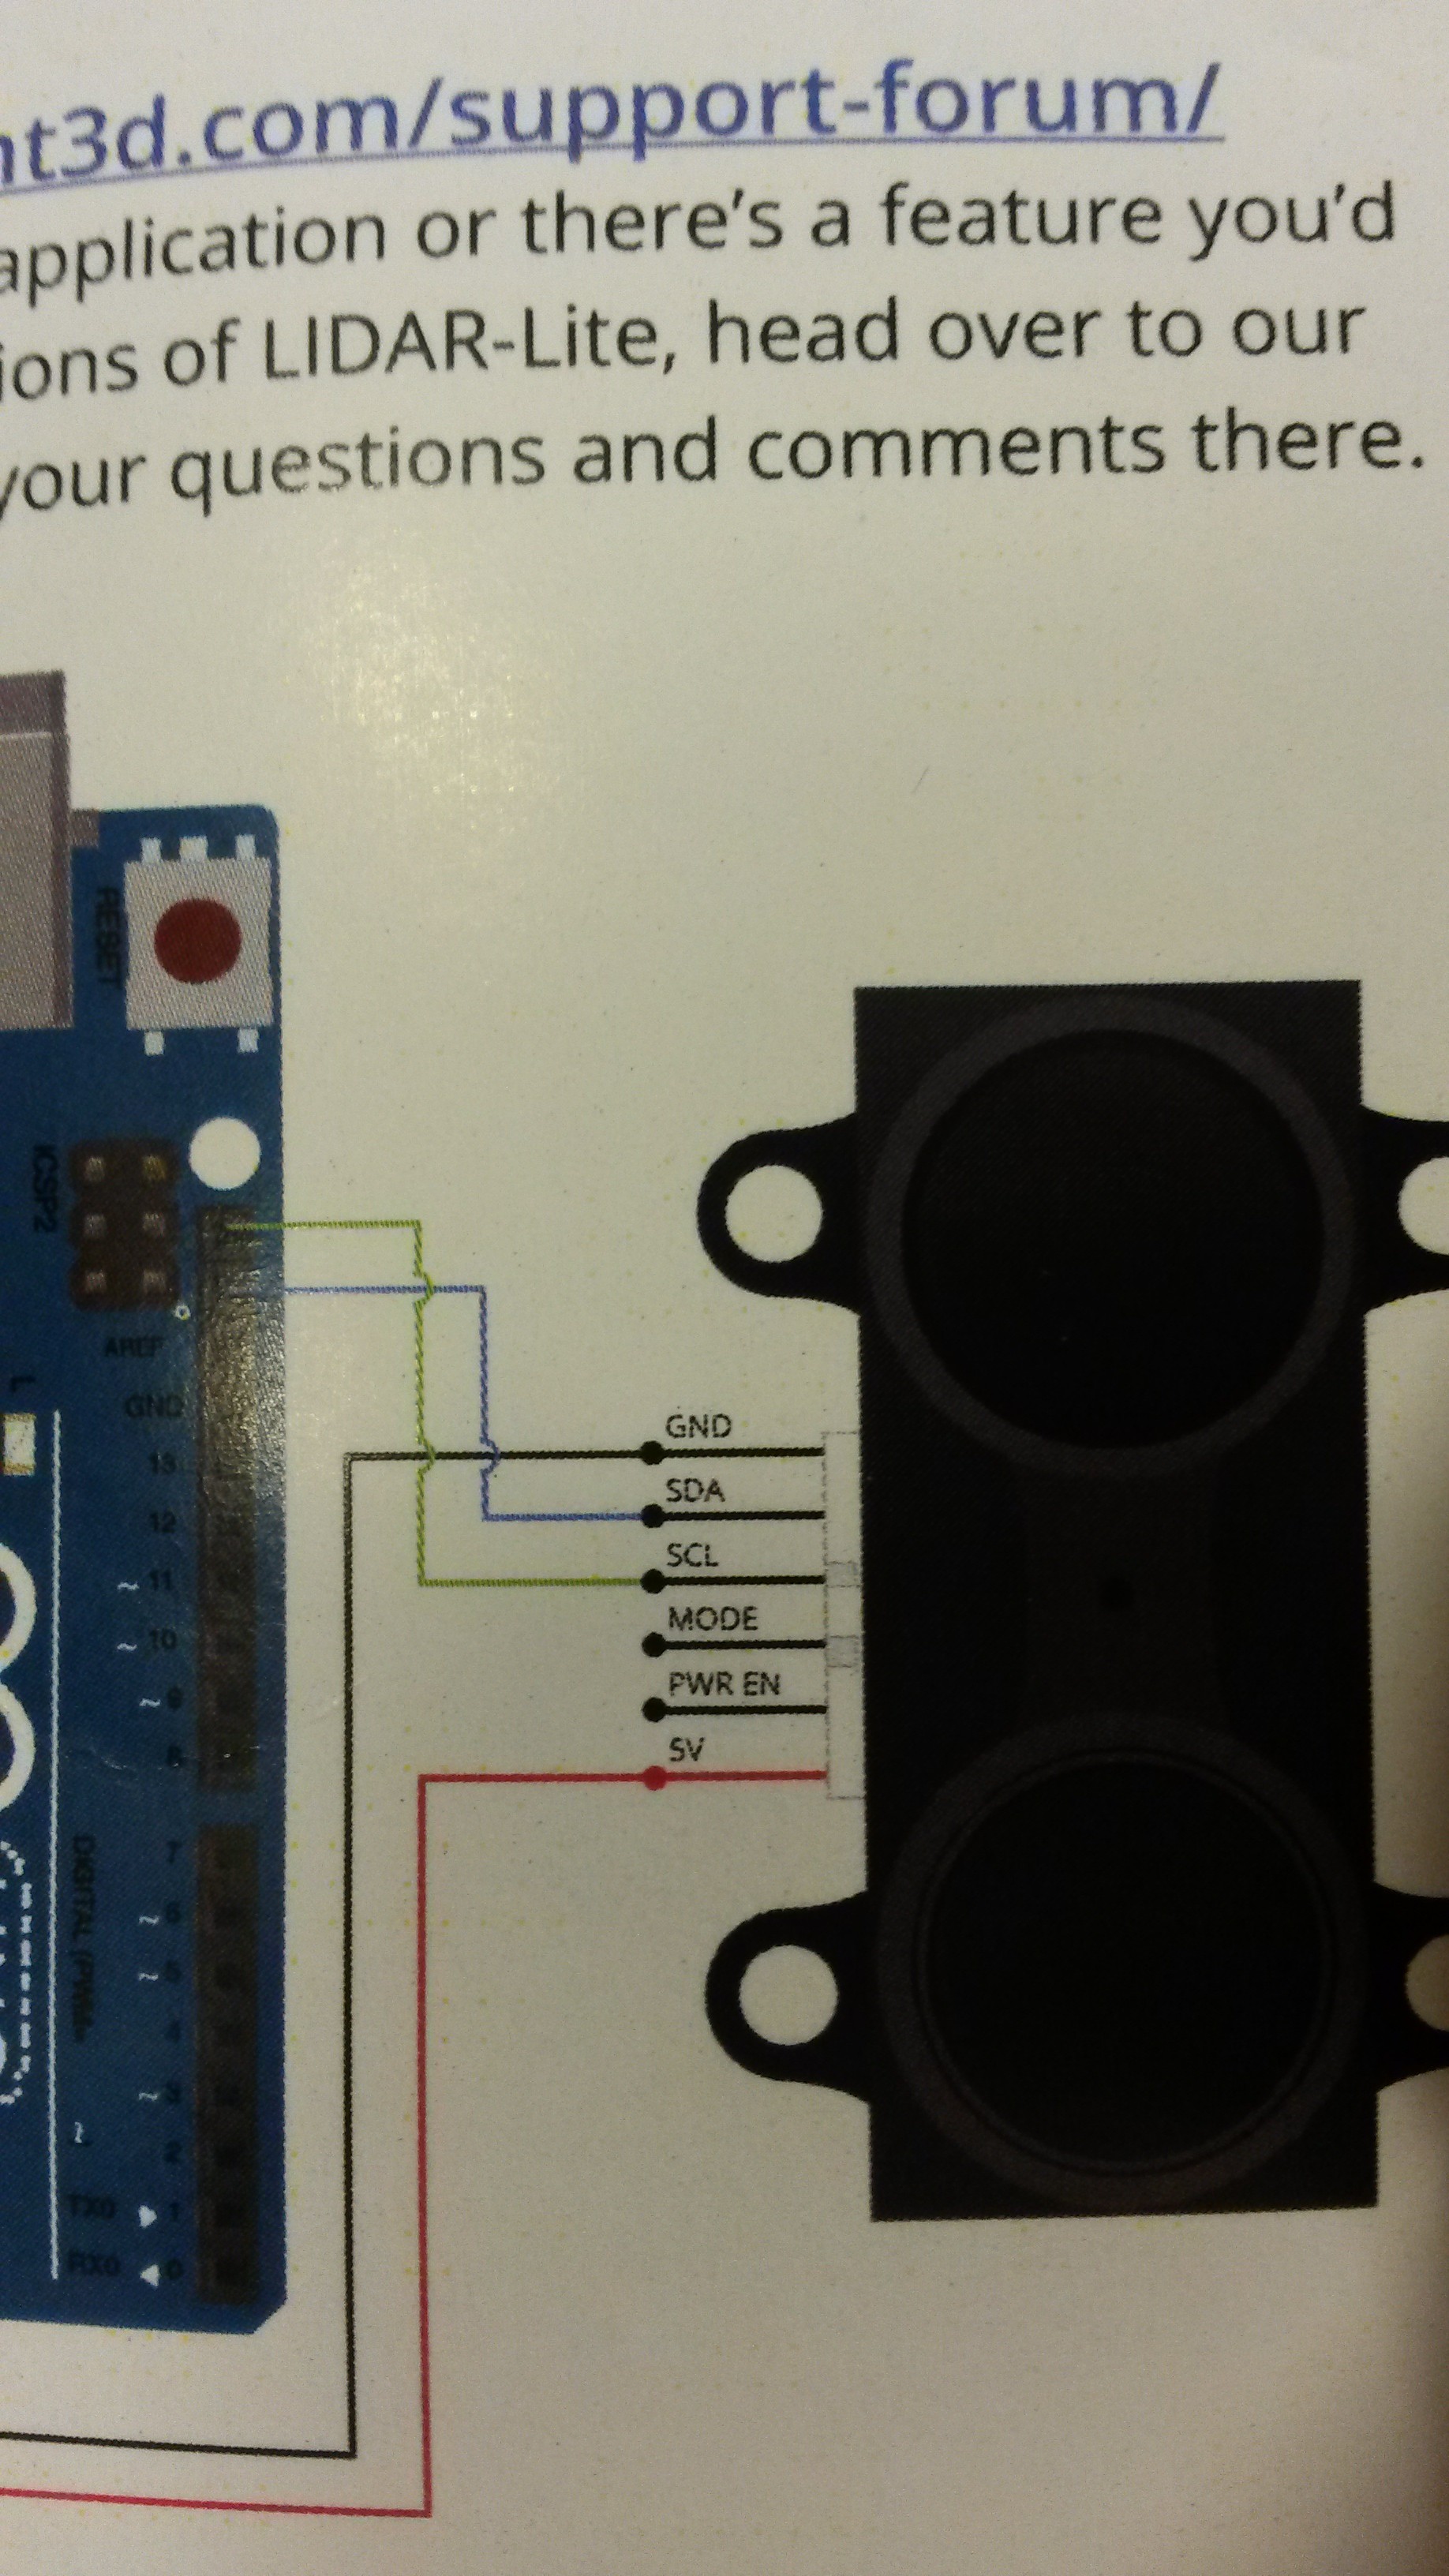 nt3d.com/support-forum/
application or there's a feature you'd
ions of LIDAR-Lite, head over to our
your questions and comments there.
RESET
ICSP2
AREF
L
GND
13
12
~ 11
~ 10
~ 9
8
7
~ 6
~ 5
4
~ 3
2
TX0 1
RX0 0
DIGITAL (PWM~
GND
SDA
SCL
MODE
PWR EN
5V